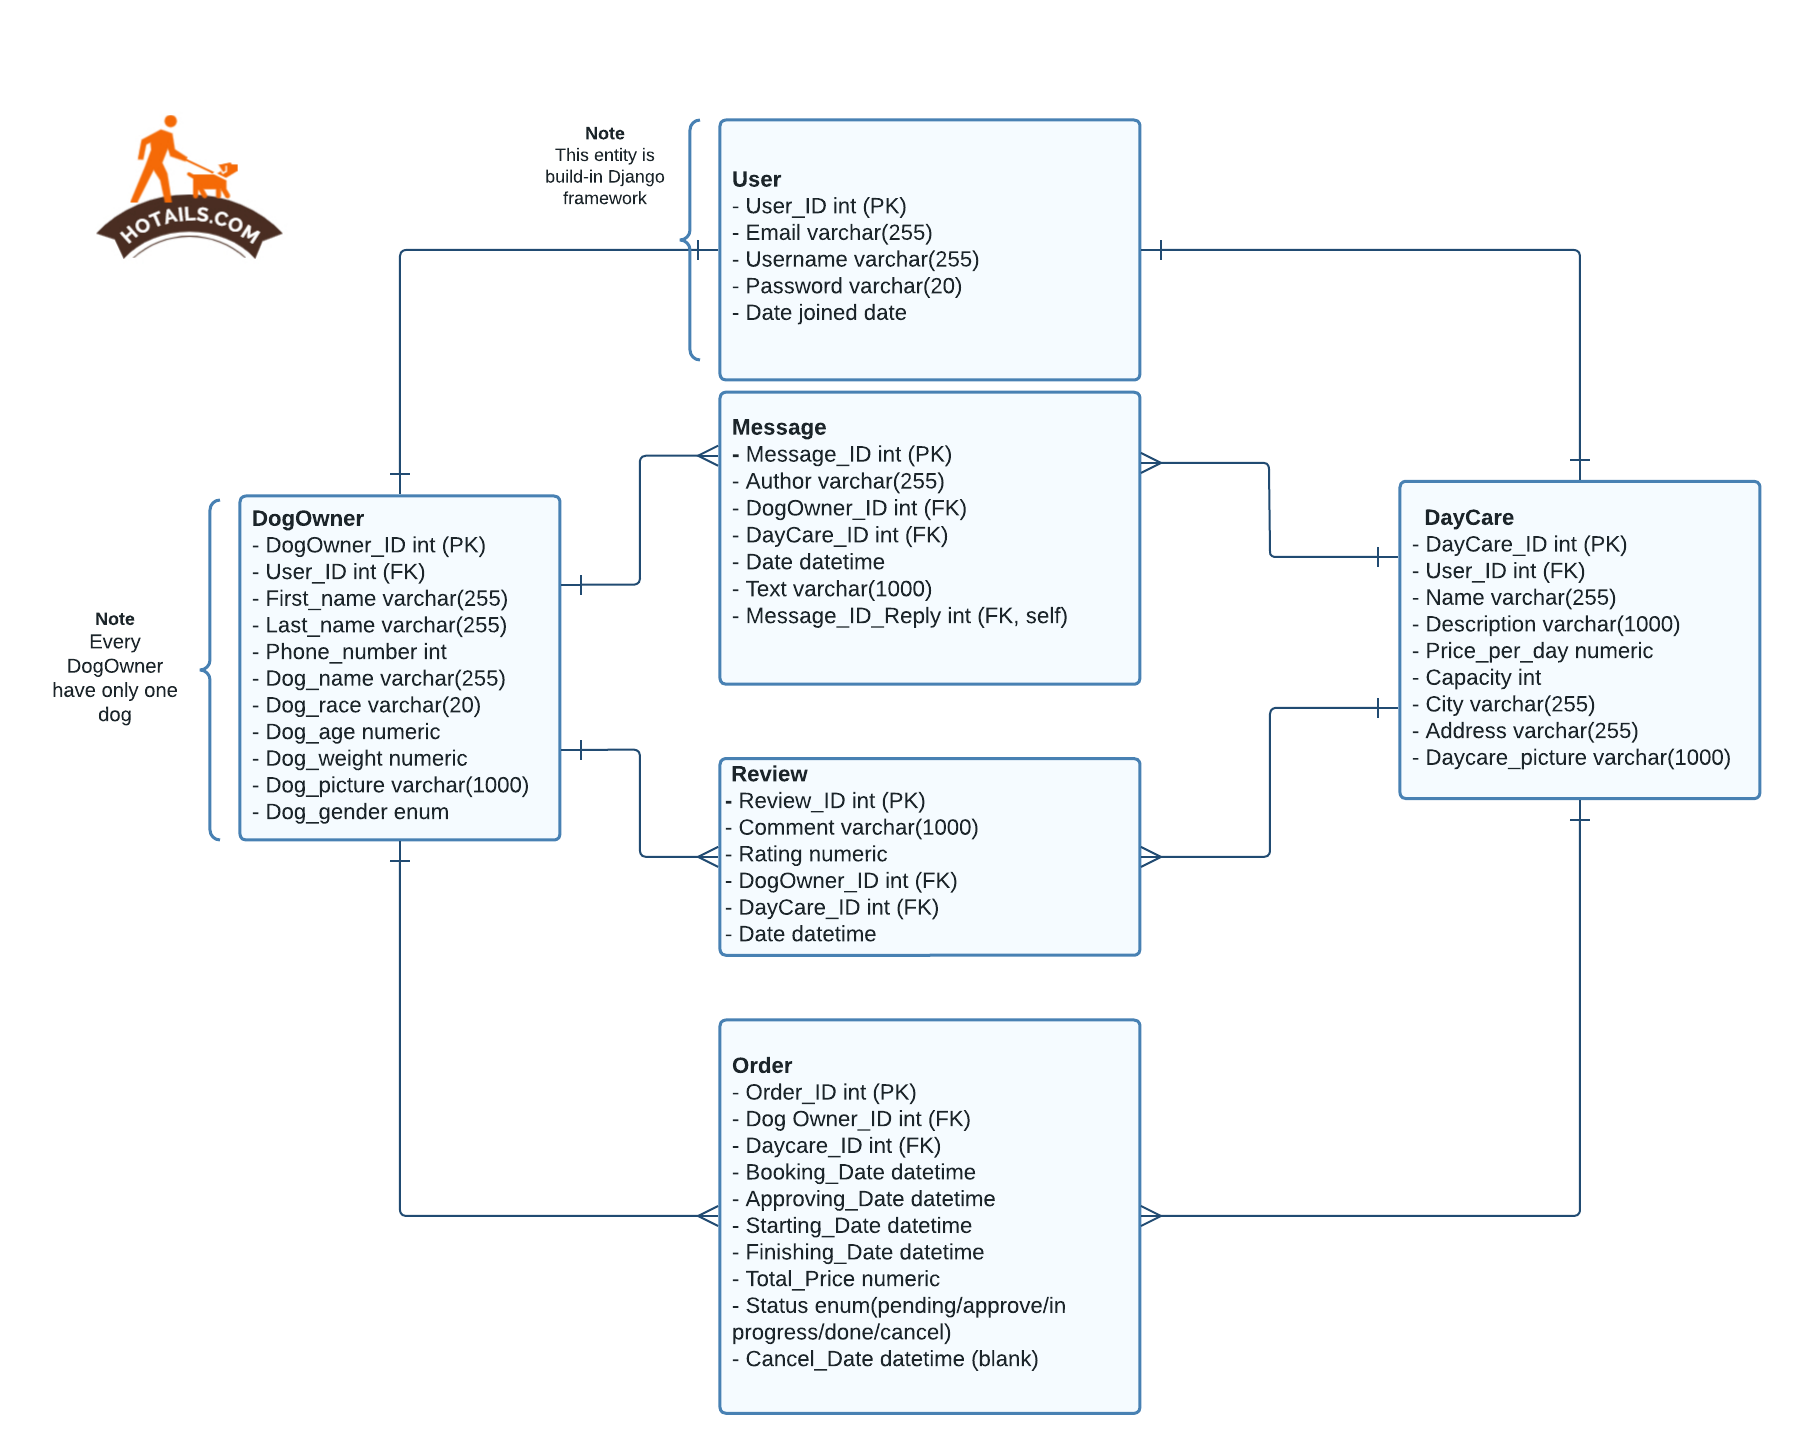 HOTAILS.COM
Note
This entity is
build-in Django
framework
User
- User_ID int (PK)
- Email varchar(255)
- Username varchar(255)
- Password varchar(20)
- Date joined date
Message
- Message_ID int (PK)
- Author varchar(255)
- DogOwner_ID int (FK)
- DayCare_ID int (FK)
- Date datetime
- Text varchar(1000)
- Message_ID_Reply int (FK, self)
Note
Every
DogOwner
have only one
dog
DogOwner
- DogOwner_ID int (PK)
- User_ID int (FK)
- First_name varchar(255)
- Last_name varchar(255)
- Phone_number int
- Dog_name varchar(255)
- Dog_race varchar(20)
- Dog_age numeric
- Dog_weight numeric
- Dog_picture varchar(1000)
- Dog_gender enum
DayCare
- DayCare_ID int (PK)
- User_ID int (FK)
- Name varchar(255)
- Description varchar(1000)
- Price_per_day numeric
- Capacity int
- City varchar(255)
- Address varchar(255)
- Daycare_picture varchar(1000)
Review
- Review_ID int (PK)
- Comment varchar(1000)
- Rating numeric
- DogOwner_ID int (FK)
- DayCare_ID int (FK)
- Date datetime
Order
- Order_ID int (PK)
- Dog Owner_ID int (FK)
- Daycare_ID int (FK)
- Booking_Date datetime
- Approving_Date datetime
- Starting_Date datetime
- Finishing_Date datetime
- Total_Price numeric
- Status enum(pending/approve/in
progress/done/cancel)
- Cancel_Date datetime (blank)